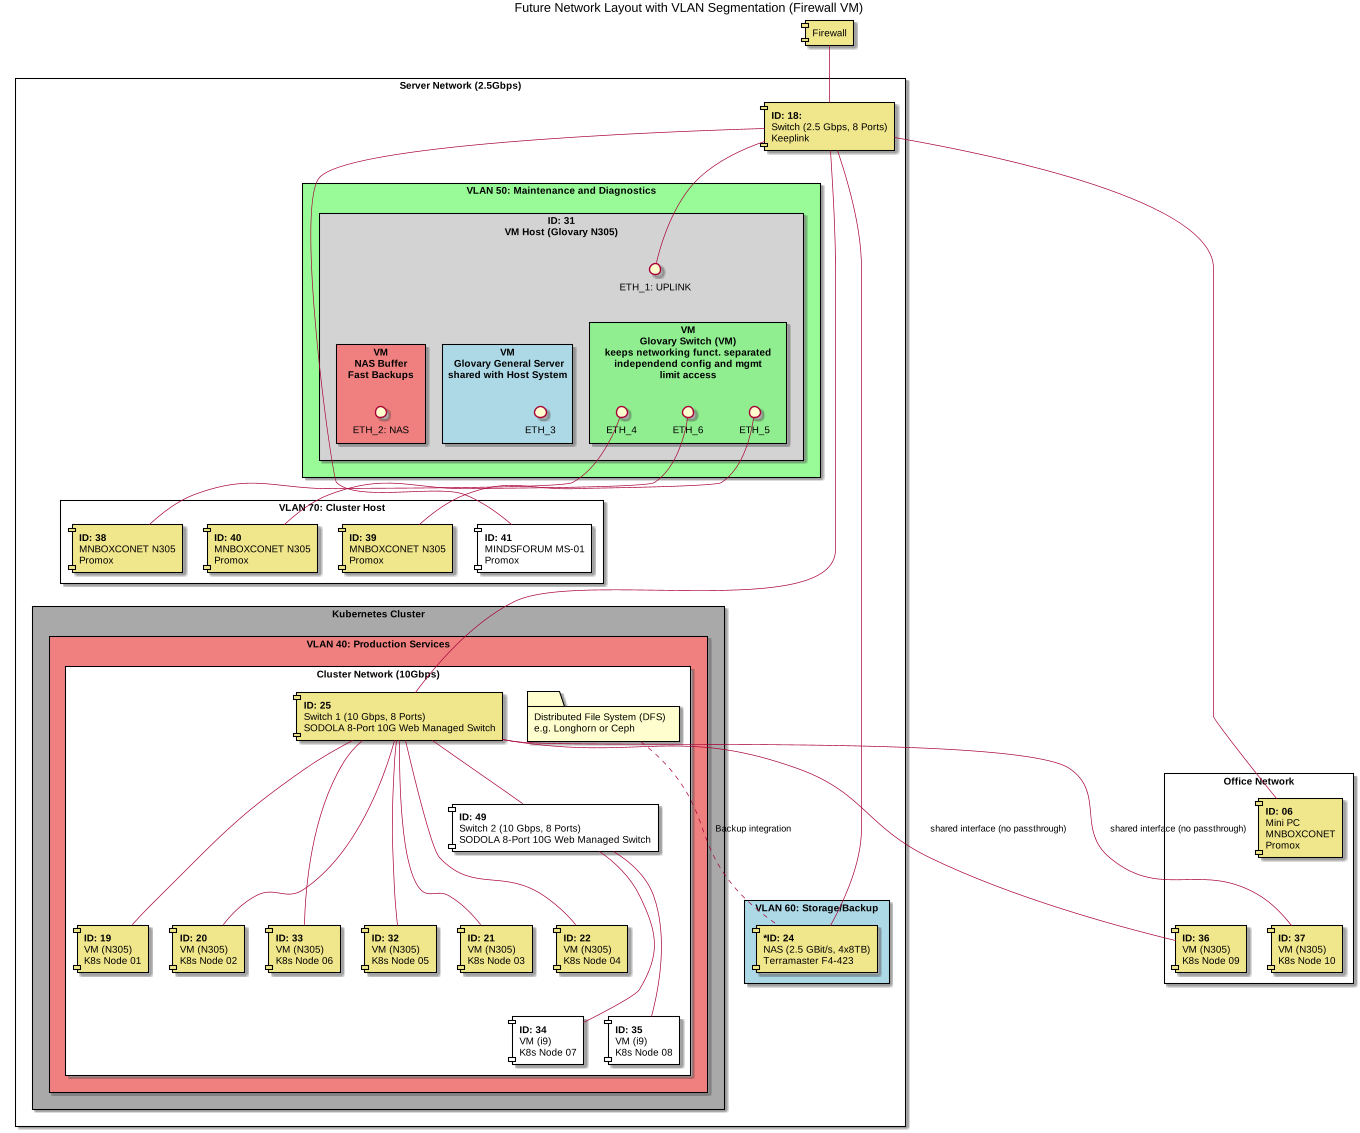 Future Network Layout with VLAN Segmentation (Firewall VM)
Firewall
Server Network (2.5Gbps)
ID: 18:
Switch (2.5 Gbps, 8 Ports)
Keeplink
VLAN 50: Maintenance and Diagnostics
ID: 31
VM Host (Glovary N305)
ETH_1: UPLINK
VM
NAS Buffer
Fast Backups
ETH_2: NAS
VM
Glovary General Server
shared with Host System
ETH_3
VM
Glovary Switch (VM)
keeps networking funct. separated
independend config and mgmt
limit access
ETH_4
ETH_6
ETH_5
VLAN 70: Cluster Host
ID: 38
MNBOXCONET N305
Promox
ID: 40
MNBOXCONET N305
Promox
ID: 39
MNBOXCONET N305
Promox
ID: 41
MINDSFORUM MS-01
Promox
Kubernetes Cluster
VLAN 40: Production Services
Cluster Network (10Gbps)
ID: 25
Switch 1 (10 Gbps, 8 Ports)
SODOLA 8-Port 10G Web Managed Switch
Distributed File System (DFS)
e.g. Longhorn or Ceph
ID: 49
Switch 2 (10 Gbps, 8 Ports)
SODOLA 8-Port 10G Web Managed Switch
Backup integration
shared interface (no passthrough)
shared interface (no passthrough)
Office Network
ID: 06
Mini PC
MNBOXCONET
Promox
ID: 19
VM (N305)
K8s Node 01
ID: 20
VM (N305)
K8s Node 02
ID: 33
VM (N305)
K8s Node 06
ID: 32
VM (N305)
K8s Node 05
ID: 21
VM (N305)
K8s Node 03
ID: 22
VM (N305)
K8s Node 04
VLAN 60: Storage/Backup
*ID: 24
NAS (2.5 GBit/s, 4x8TB)
Terramaster F4-423
ID: 36
VM (N305)
K8s Node 09
ID: 37
VM (N305)
K8s Node 10
ID: 34
VM (i9)
K8s Node 07
ID: 35
VM (i9)
K8s Node 08